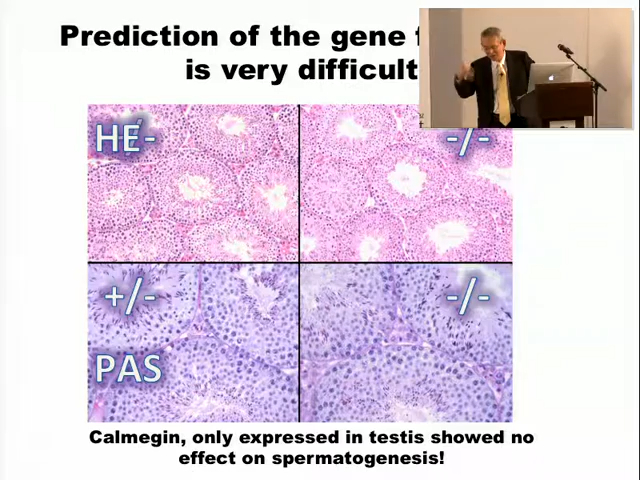 Prediction of the gene
is very difficult
HE
-/-
+/-
-/-
PAS
Calmegin, only expressed in testis showed no
effect on spermatogenesis!